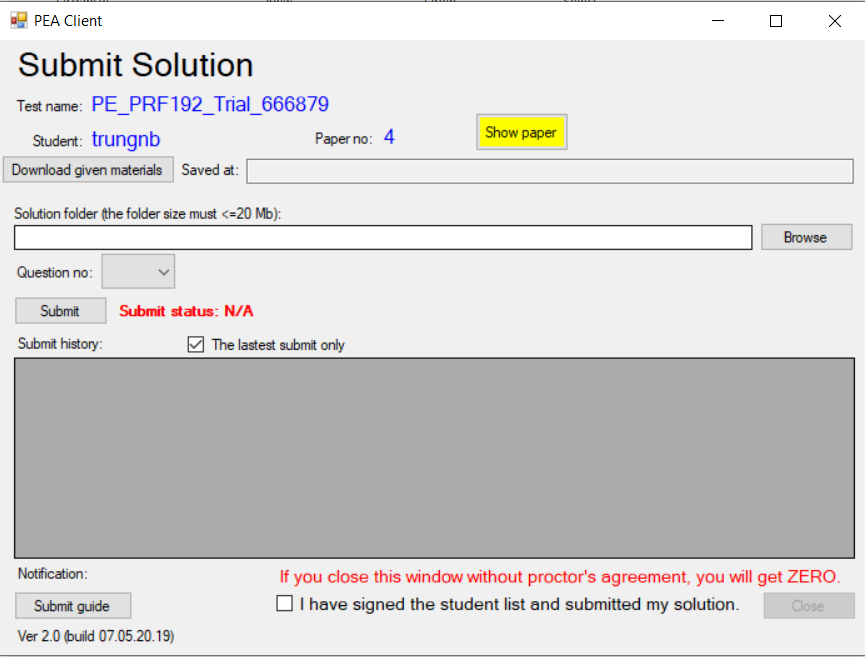 PEA Client
Submit Solution
Test name: PE_PRF192_Trial_666879
Student: trungnb Paper no: 4 Show paper
Download given materials Saved at:
Solution folder (the folder size must <=20 Mb):
Browse
Question no:
Submit Submit status: N/A
Submit history: The lastest submit only
Notification: If you close this window without proctor's agreement, you will get ZERO.
Submit guide I have signed the student list and submitted my solution. Close
Ver 2.0 (build 07.05.20.19)